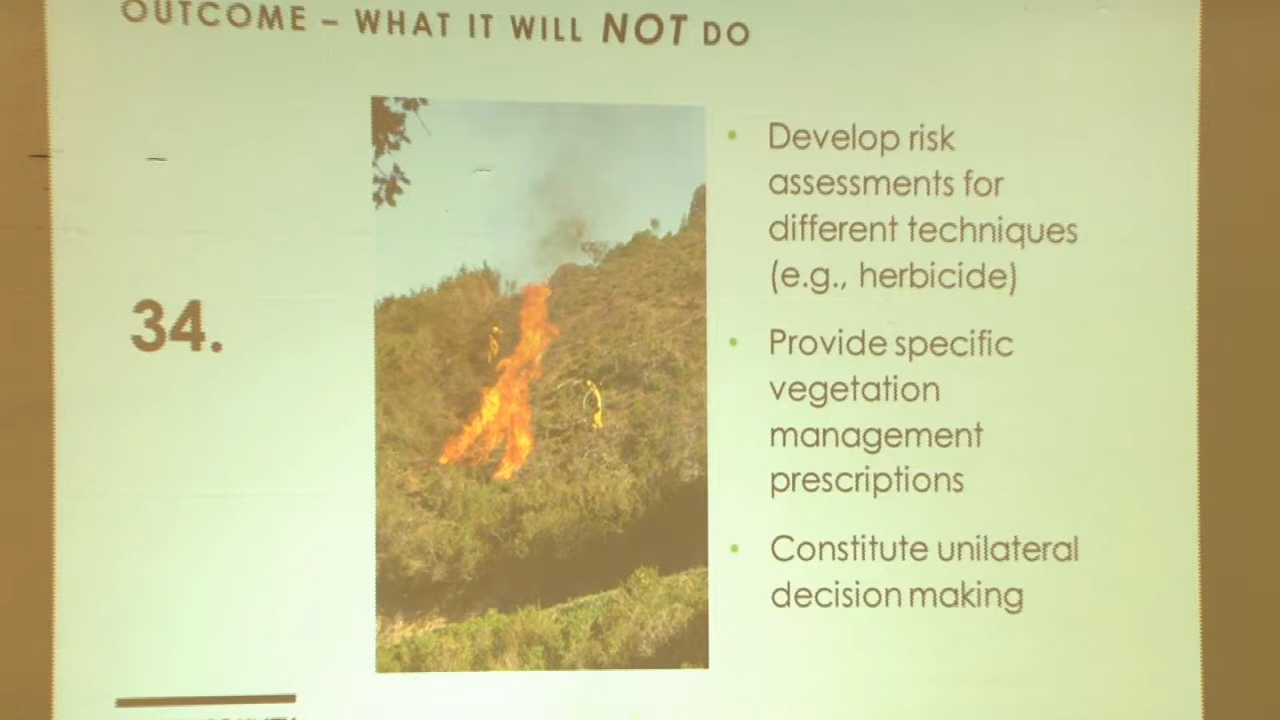 OUTCOME – WHAT IT WILL NOT DO
34.
• Develop risk
assessments for
different techniques
(e.g., herbicide)
• Provide specific
vegetation
management
prescriptions
• Constitute unilateral
decision making